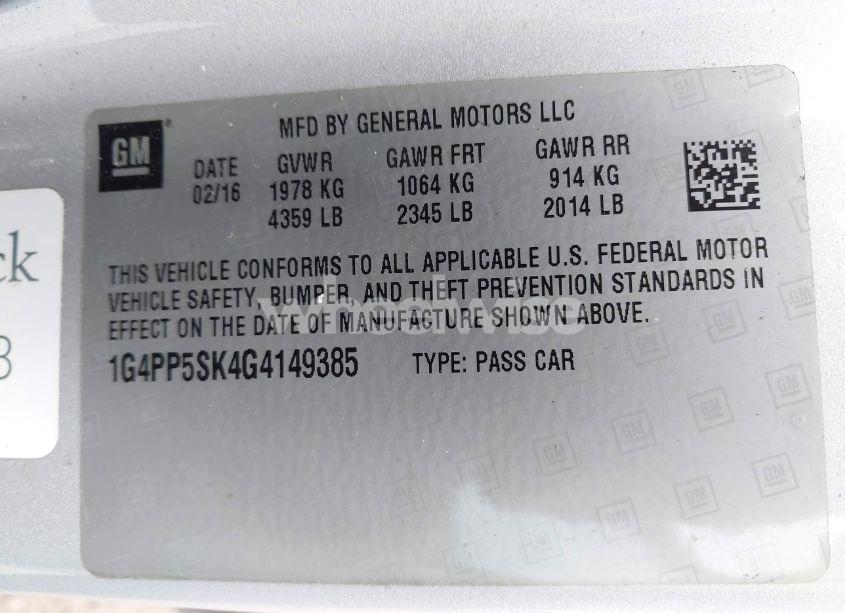 MFD BY GENERAL MOTORS LLC
GM®
DATE GVWR GAWR FRT GAWR RR
02/16 1978 KG 1064 KG 914 KG
4359 LB 2345 LB 2014 LB
THIS VEHICLE CONFORMS TO ALL APPLICABLE U.S. FEDERAL MOTOR
VEHICLE SAFETY, BUMPER, AND THEFT PREVENTION STANDARDS IN
EFFECT ON THE DATE OF MANUFACTURE SHOWN ABOVE.
1G4PP5SK4G4149385 TYPE: PASS CAR
ck